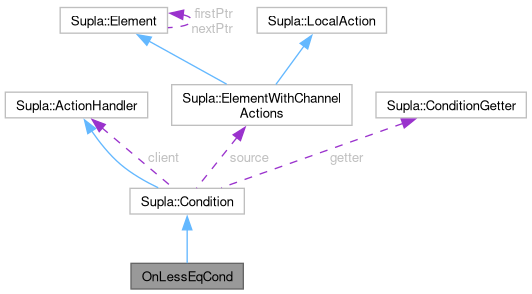 firstPtr
nextPtr
Supla::Element
Supla::LocalAction
Supla::ElementWithChannel
Actions
Supla::ActionHandler
Supla::ConditionGetter
client
source
getter
Supla::Condition
OnLessEqCond